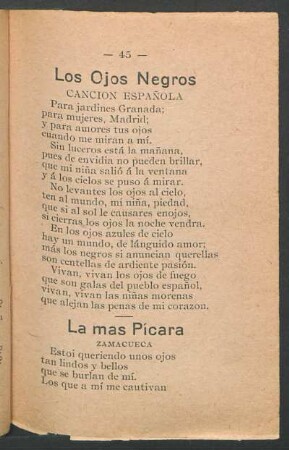 — 45 —
Los Ojos Negros
CANCION ESPAÑOLA
Para jardines Granada;
para mujeres, Madrid;
y para amores tus ojos
cuando me miran a mí.
Sin luceros está la mañana,
pues de envidia no pueden brillar,
que mi niña salió á la ventana
y á los cielos se puso á mirar.
No levantes los ojos al cielo,
ten al mundo, mi niña, piedad,
que si al sol le causares enojos,
si cierras los ojos la noche vendra.
En los ojos azules de cielo
hay un mundo, de lánguido amor;
más los negros si anuncian querellas
son centellas de ardiente pasión.
Vivan, vivan los ojos de fuego
que son galas del pueblo español,
vivan, vivan las niñas morenas
que alejan las penas de mi corazon.
La mas Picara
ZAMACUECA
Estoi queriendo unos ojos
tan lindos y bellos
que se burlan de mí.
Los que a mí me cautivan